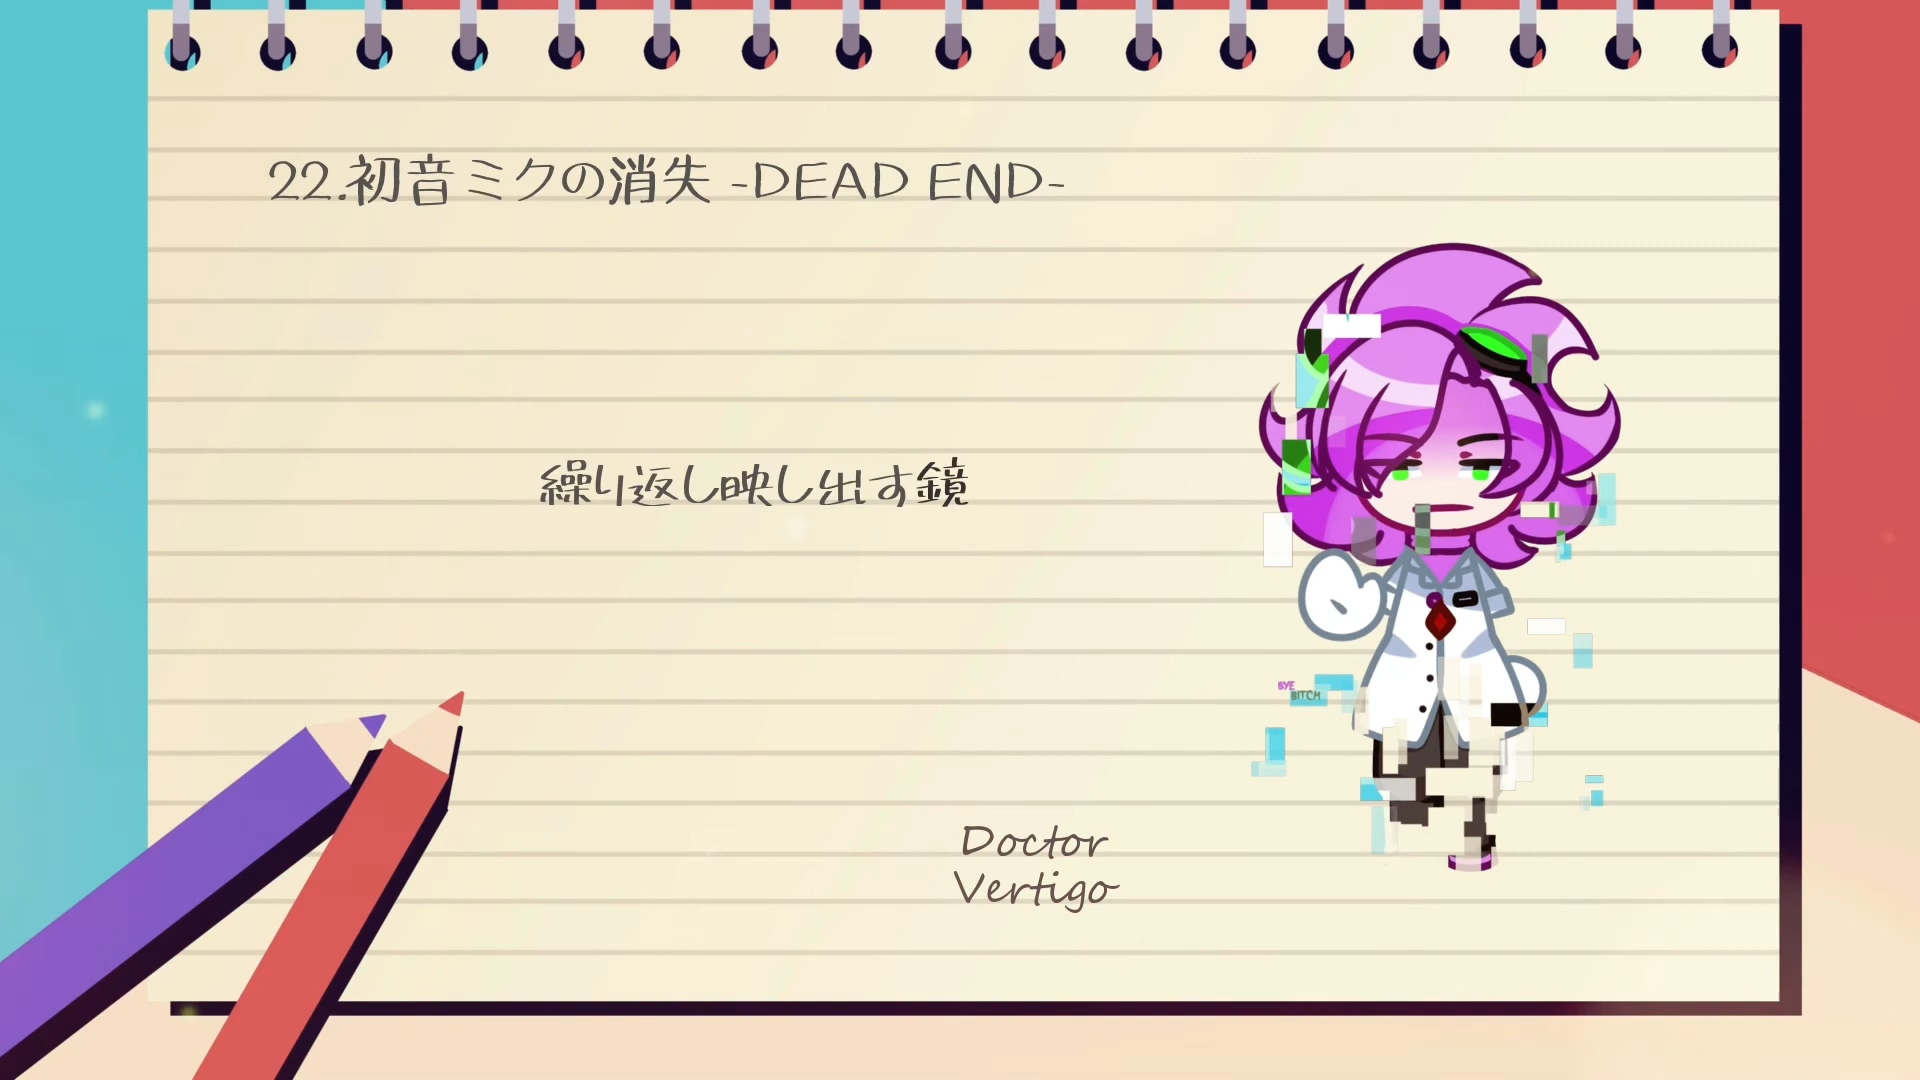 22.初音ミクの消失 -DEAD END-
繰り返し映し出す鏡
BYE
BITCH
Doctor
Vertigo